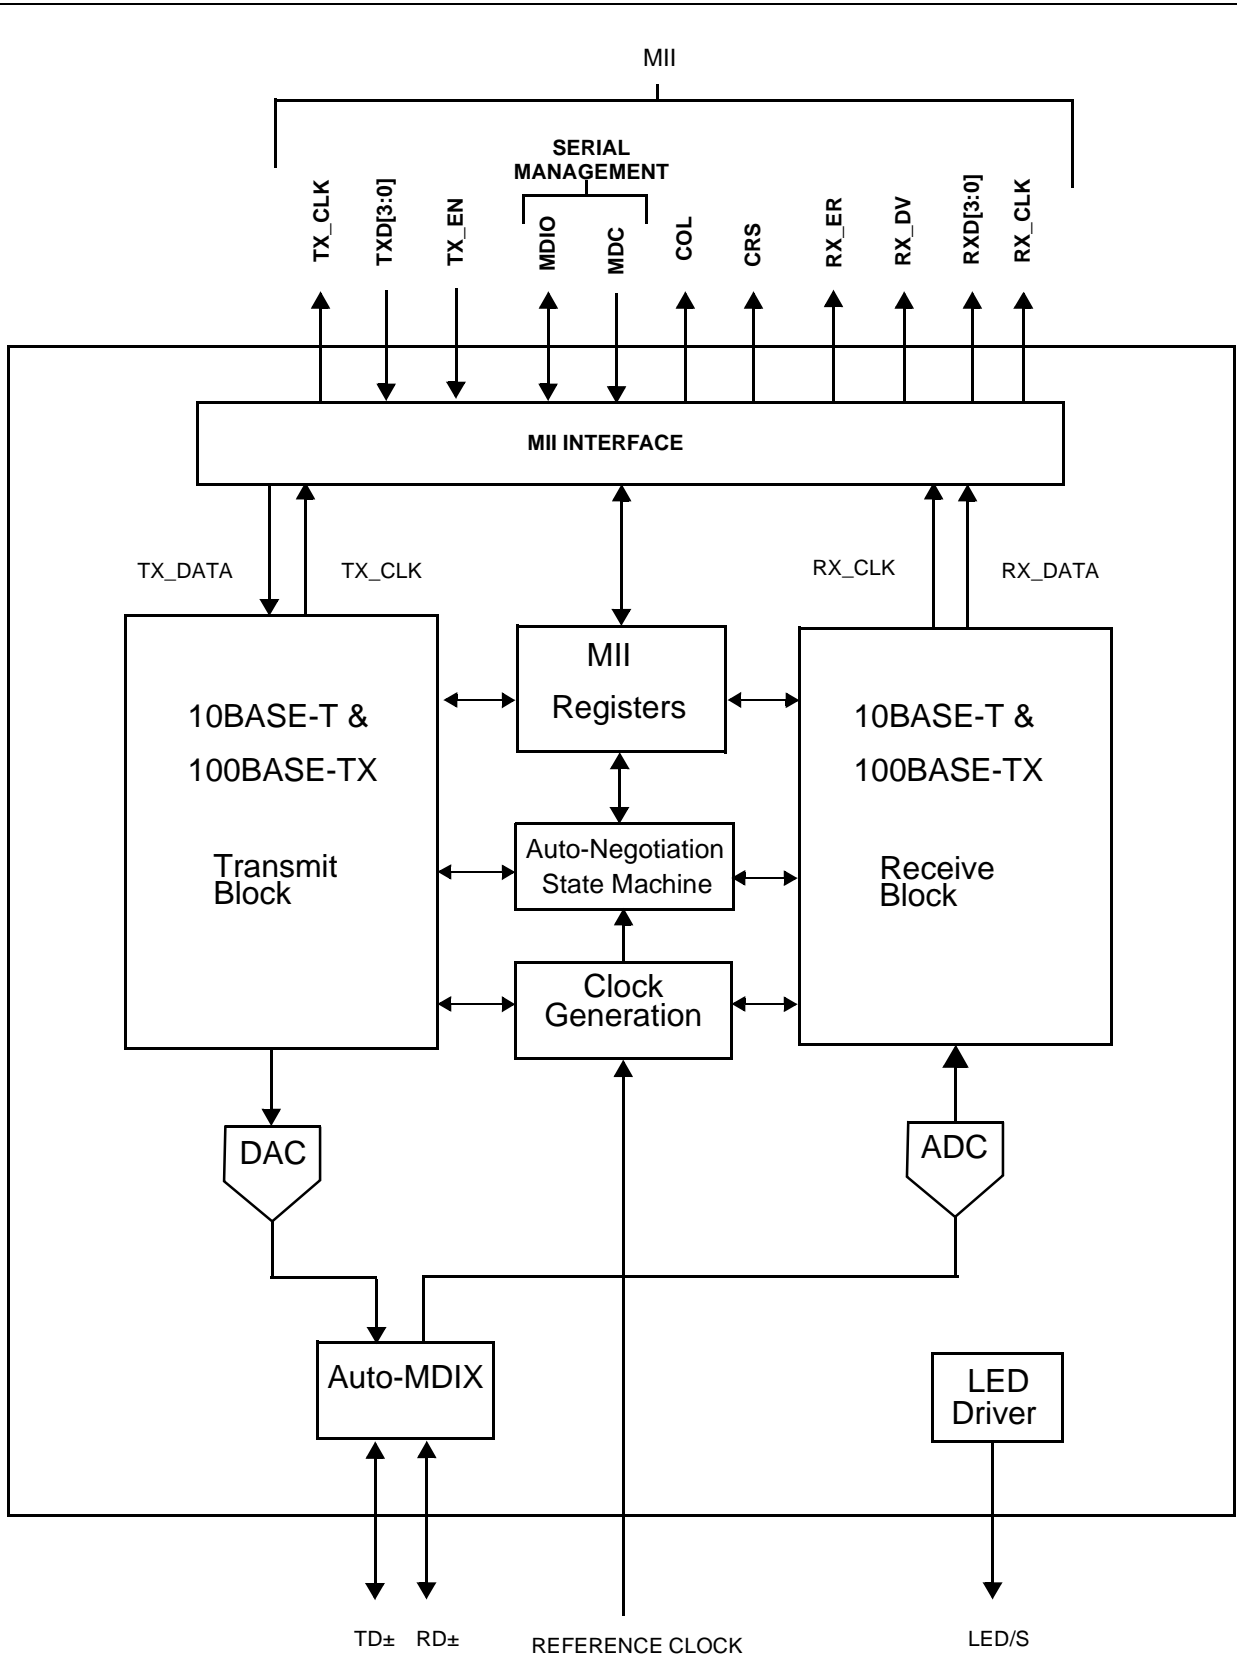 MII
SERIAL
MANAGEMENT
TX_CLK
TXD[3:0]
TX_EN
MDIO
MDC
COL
CRS
RX_ER
RX_DV
RXD[3:0]
RX_CLK
MII INTERFACE
TX_DATA
TX_CLK
RX_CLK
RX_DATA
10BASE-T &
100BASE-TX
Transmit
Block
MII
Registers
10BASE-T &
100BASE-TX
Receive
Block
Auto-Negotiation
State Machine
Clock
Generation
DAC
ADC
Auto-MDIX
LED
Driver
TD±
RD±
REFERENCE CLOCK
LED/S